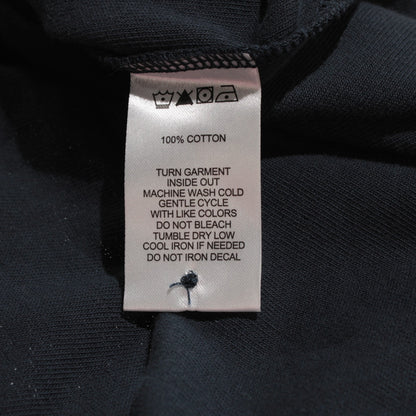 100% COTTON
TURN GARMENT
INSIDE OUT
MACHINE WASH COLD
GENTLE CYCLE
WITH LIKE COLORS
DO NOT BLEACH
TUMBLE DRY LOW
COOL IRON IF NEEDED
DO NOT IRON DECAL